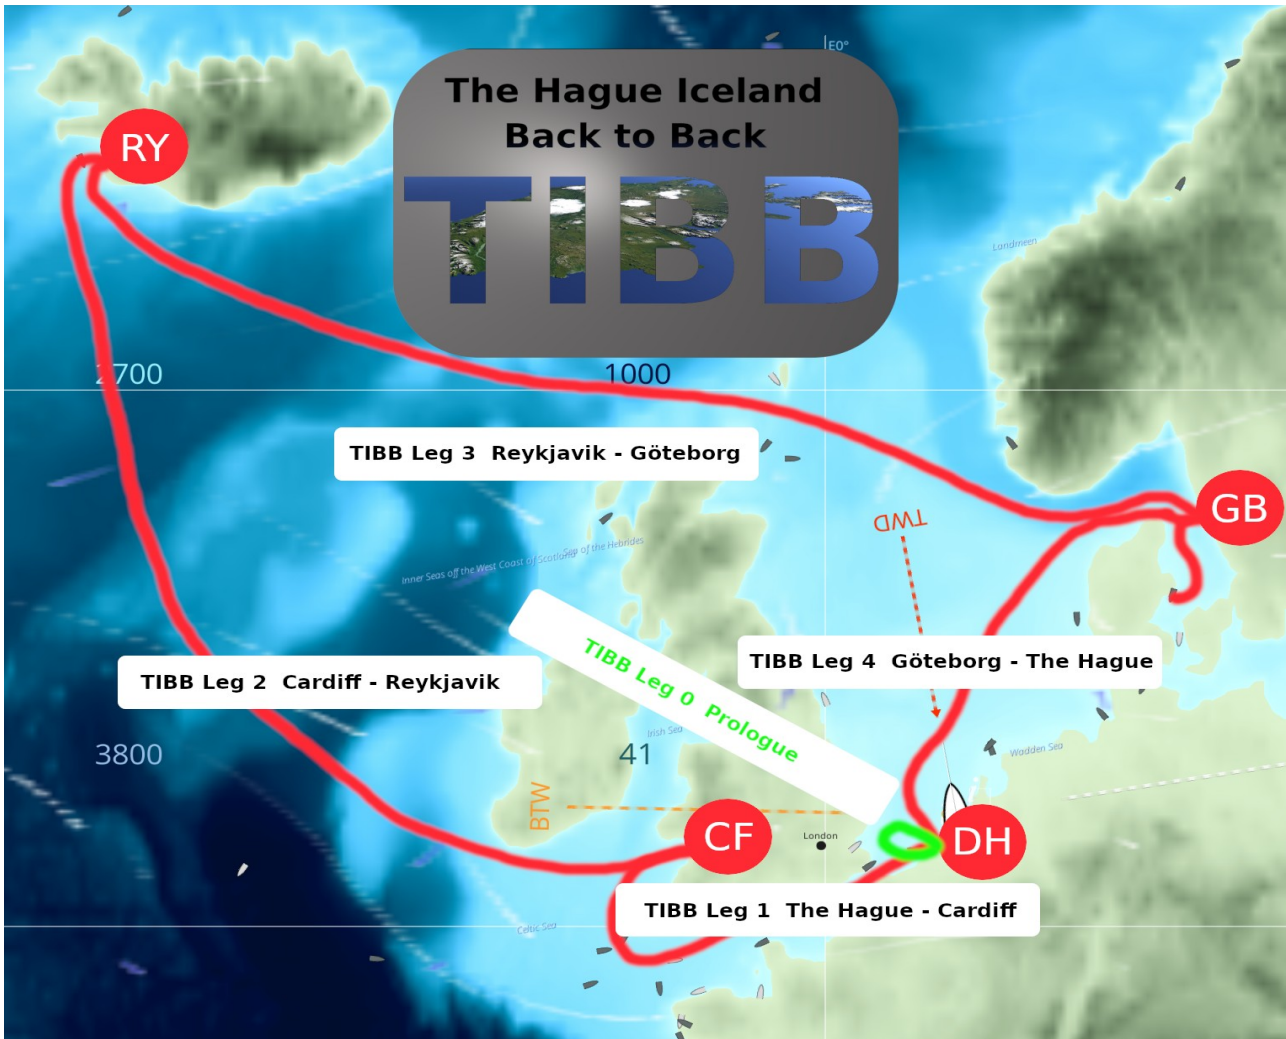 E0°
The Hague Iceland
Back to Back
TIBB
RY
Landmeen
2700
1000
TIBB Leg 3  Reykjavik - Göteborg
GB
TWD
Sea of the Hebrides
Inner Seas off the West Coast of Scotland
TIBB Leg 0  Prologue
TIBB Leg 4  Göteborg - The Hague
TIBB Leg 2  Cardiff - Reykjavik
Irish Sea
Wadden Sea
3800
41
BTW
CF
London
DH
TIBB Leg 1  The Hague - Cardiff
Celtic Sea